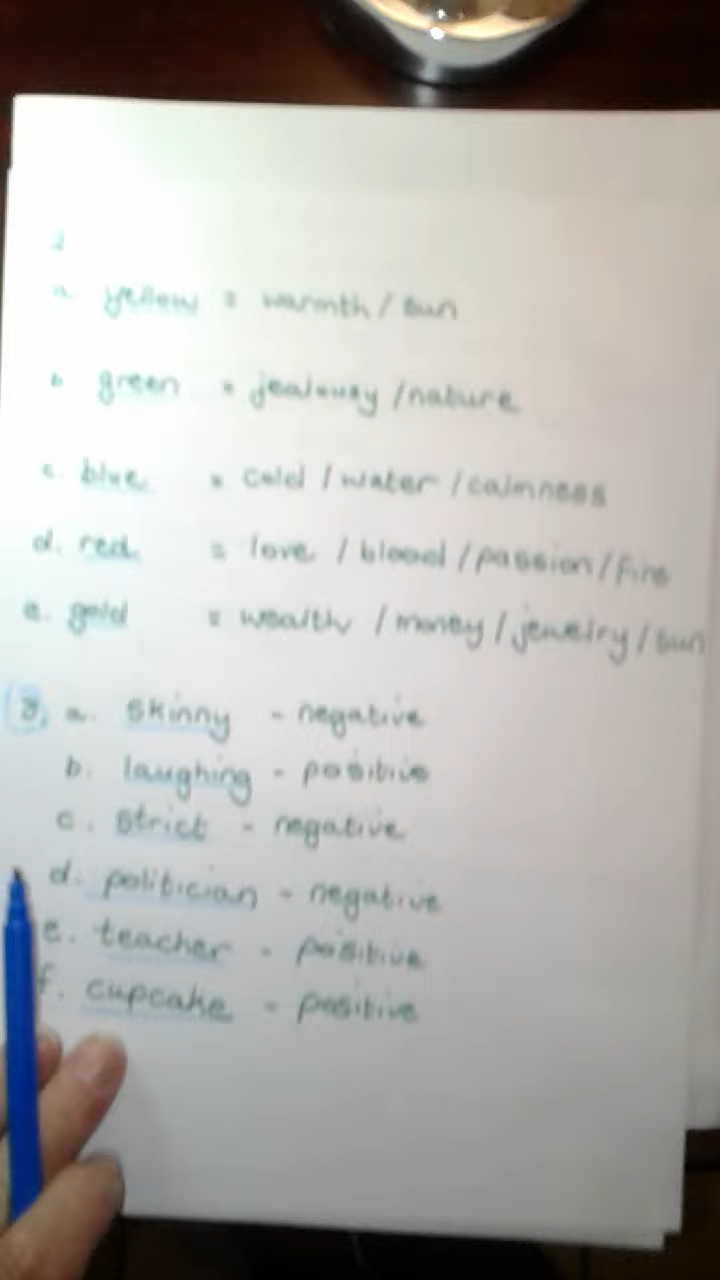 2
a. yellow = warmth / sun
b. green = jealousy / nature
c. blue = cold / water / calmness
d. red = love / blood / passion / fire
e. gold = wealth / money / jewelry / sun
3. a. skinny - negative
b. laughing - positive
c. strict - negative
d. politician - negative
e. teacher - positive
f. cupcake - positive